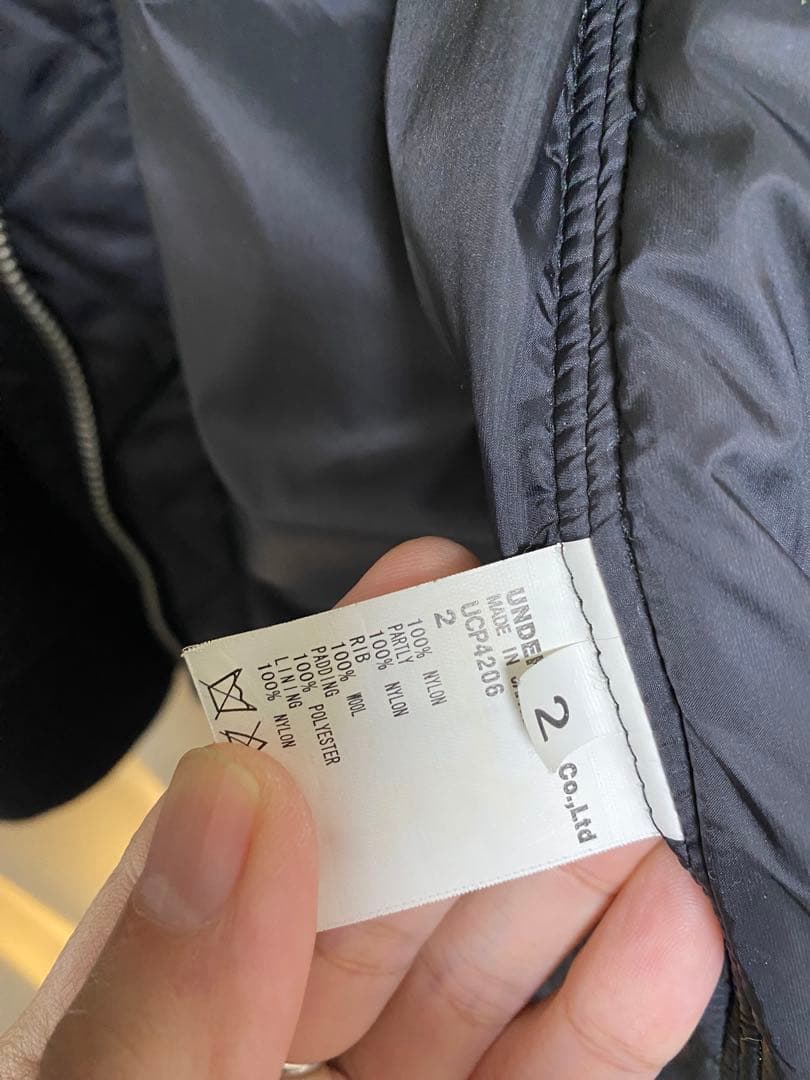 UNDE
MADE IN
Co.,Ltd
UCP4206
2
2
100% NYLON
PARTLY
100% NYLON
RIB
100% WOOL
PADDING
100% POLYESTER
LINING
100% NYLON